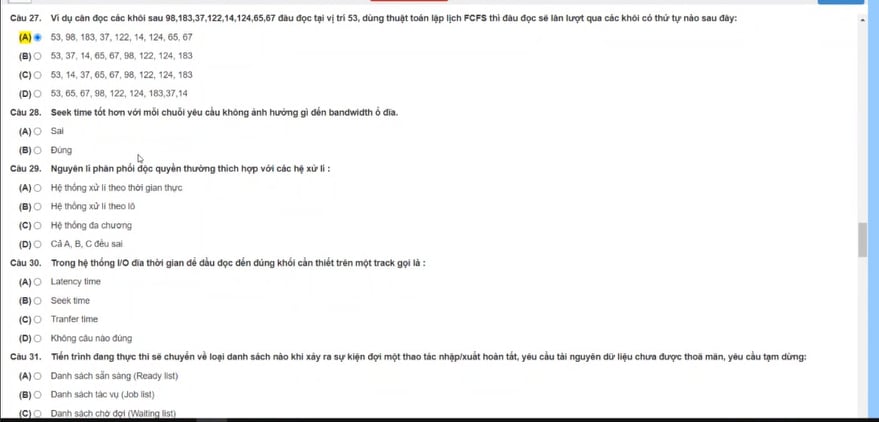 Câu 27. Ví dụ cần đọc các khối sau 98,183,37,122,14,124,65,67 đầu đọc tại vị trí 53, dùng thuật toán lập lịch FCFS thì đầu đọc sẽ lần lượt qua các khối có thứ tự nào sau đây:
(A) 53, 98, 183, 37, 122, 14, 124, 65, 67
(B) 53, 37, 14, 65, 67, 98, 122, 124, 183
(C) 53, 14, 37, 65, 67, 98, 122, 124, 183
(D) 53, 65, 67, 98, 122, 124, 183,37,14
Câu 28. Seek time tốt hơn với mỗi chuỗi yêu cầu không ảnh hưởng gì đến bandwidth ổ đĩa.
(A) Sai
(B) Đúng
Câu 29. Nguyên lí phân phối độc quyền thường thích hợp với các hệ xử lí :
(A) Hệ thống xử lí theo thời gian thực
(B) Hệ thống xử lí theo lô
(C) Hệ thống đa chương
(D) Cả A, B, C đều sai
Câu 30. Trong hệ thống I/O đĩa thời gian để đầu đọc đến đúng khối cần thiết trên một track gọi là :
(A) Latency time
(B) Seek time
(C) Tranfer time
(D) Không câu nào đúng
Câu 31. Tiến trình đang thực thi sẽ chuyển về loại danh sách nào khi xảy ra sự kiện đợi một thao tác nhập/xuất hoàn tất, yêu cầu tài nguyên dữ liệu chưa được thoã mãn, yêu cầu tạm dừng:
(A) Danh sách sẵn sàng (Ready list)
(B) Danh sách tác vụ (Job list)
(C) Danh sách chờ đợi (Waiting list)